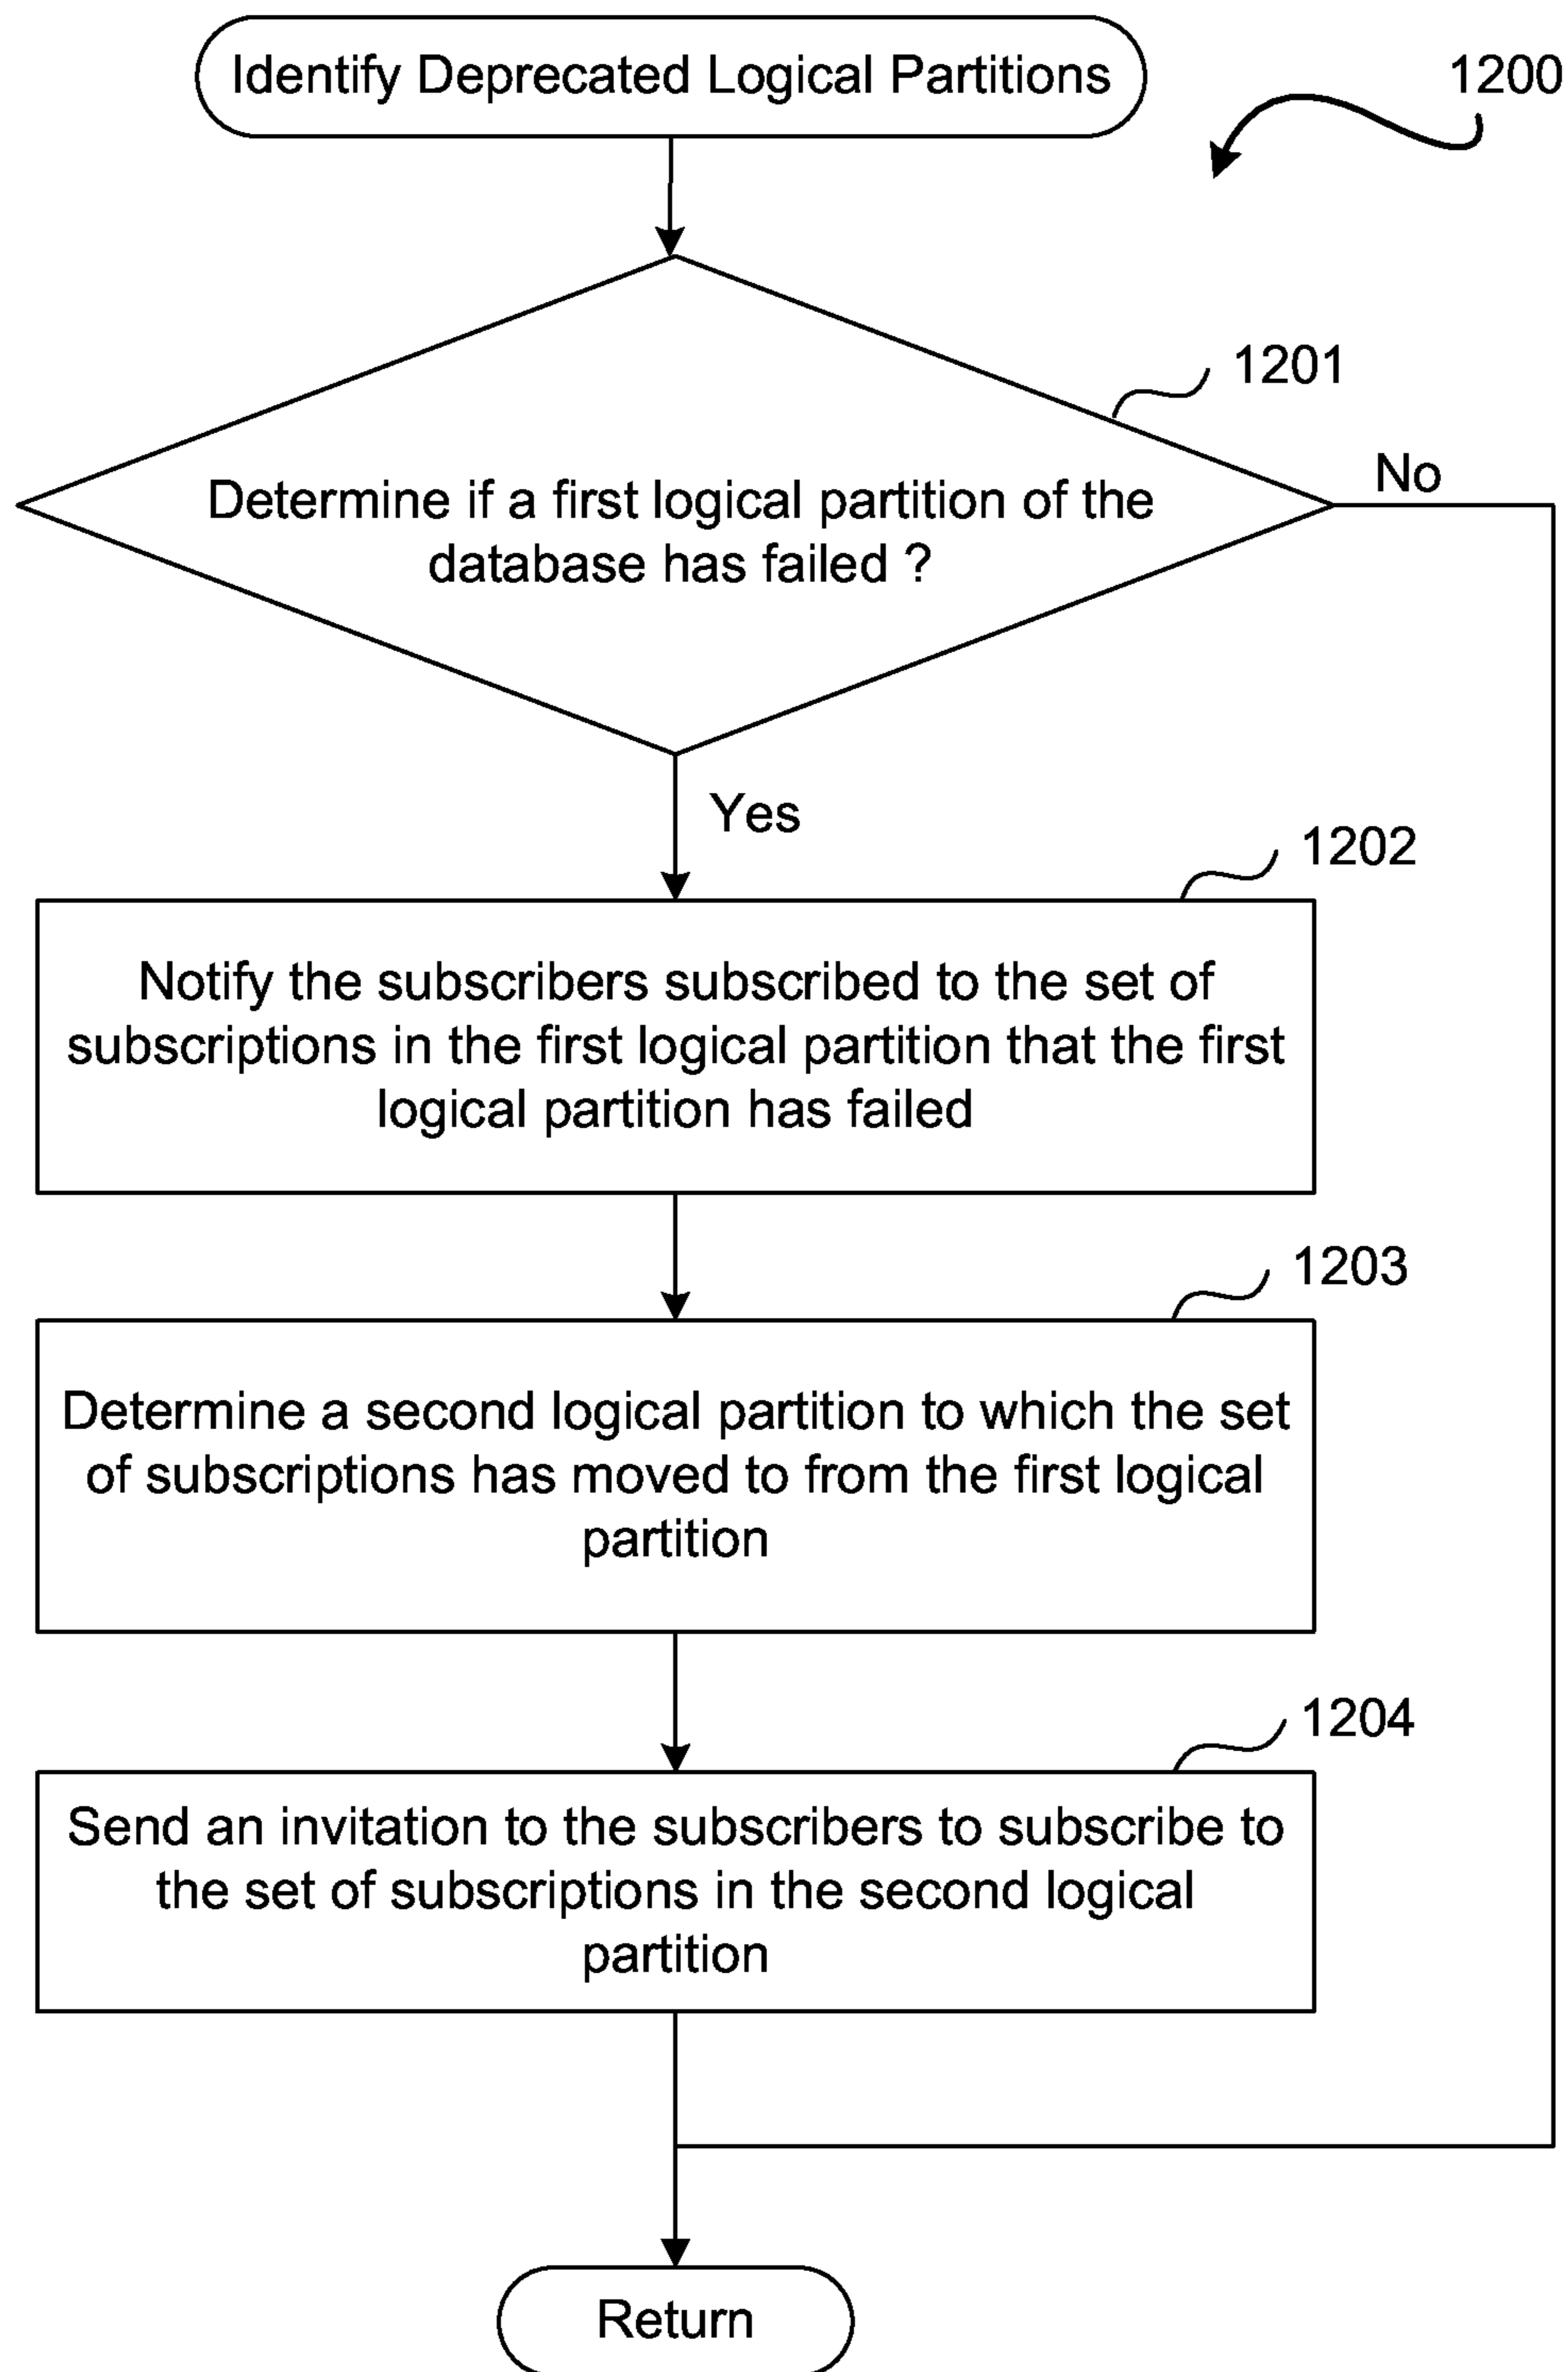 Identify Deprecated Logical Partitions
1200
1201
Determine if a first logical partition of the
database has failed ?
No
Yes
1202
Notify the subscribers subscribed to the set of
subscriptions in the first logical partition that the first
logical partition has failed
1203
Determine a second logical partition to which the set
of subscriptions has moved to from the first logical
partition
1204
Send an invitation to the subscribers to subscribe to
the set of subscriptions in the second logical
partition
Return